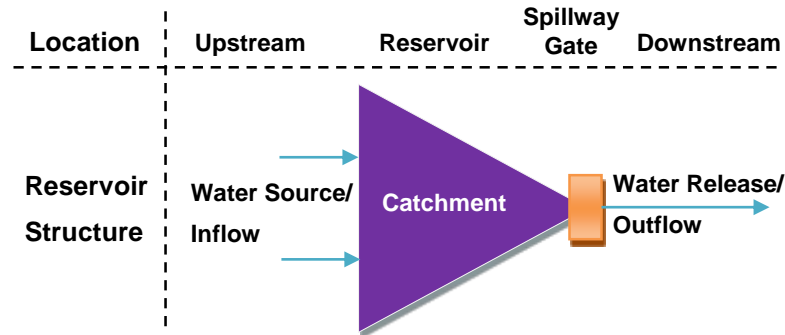 Location
Upstream
Reservoir
Spillway
Gate
Downstream
Reservoir
Structure
Water Source/
Inflow
Catchment
Water Release/
Outflow